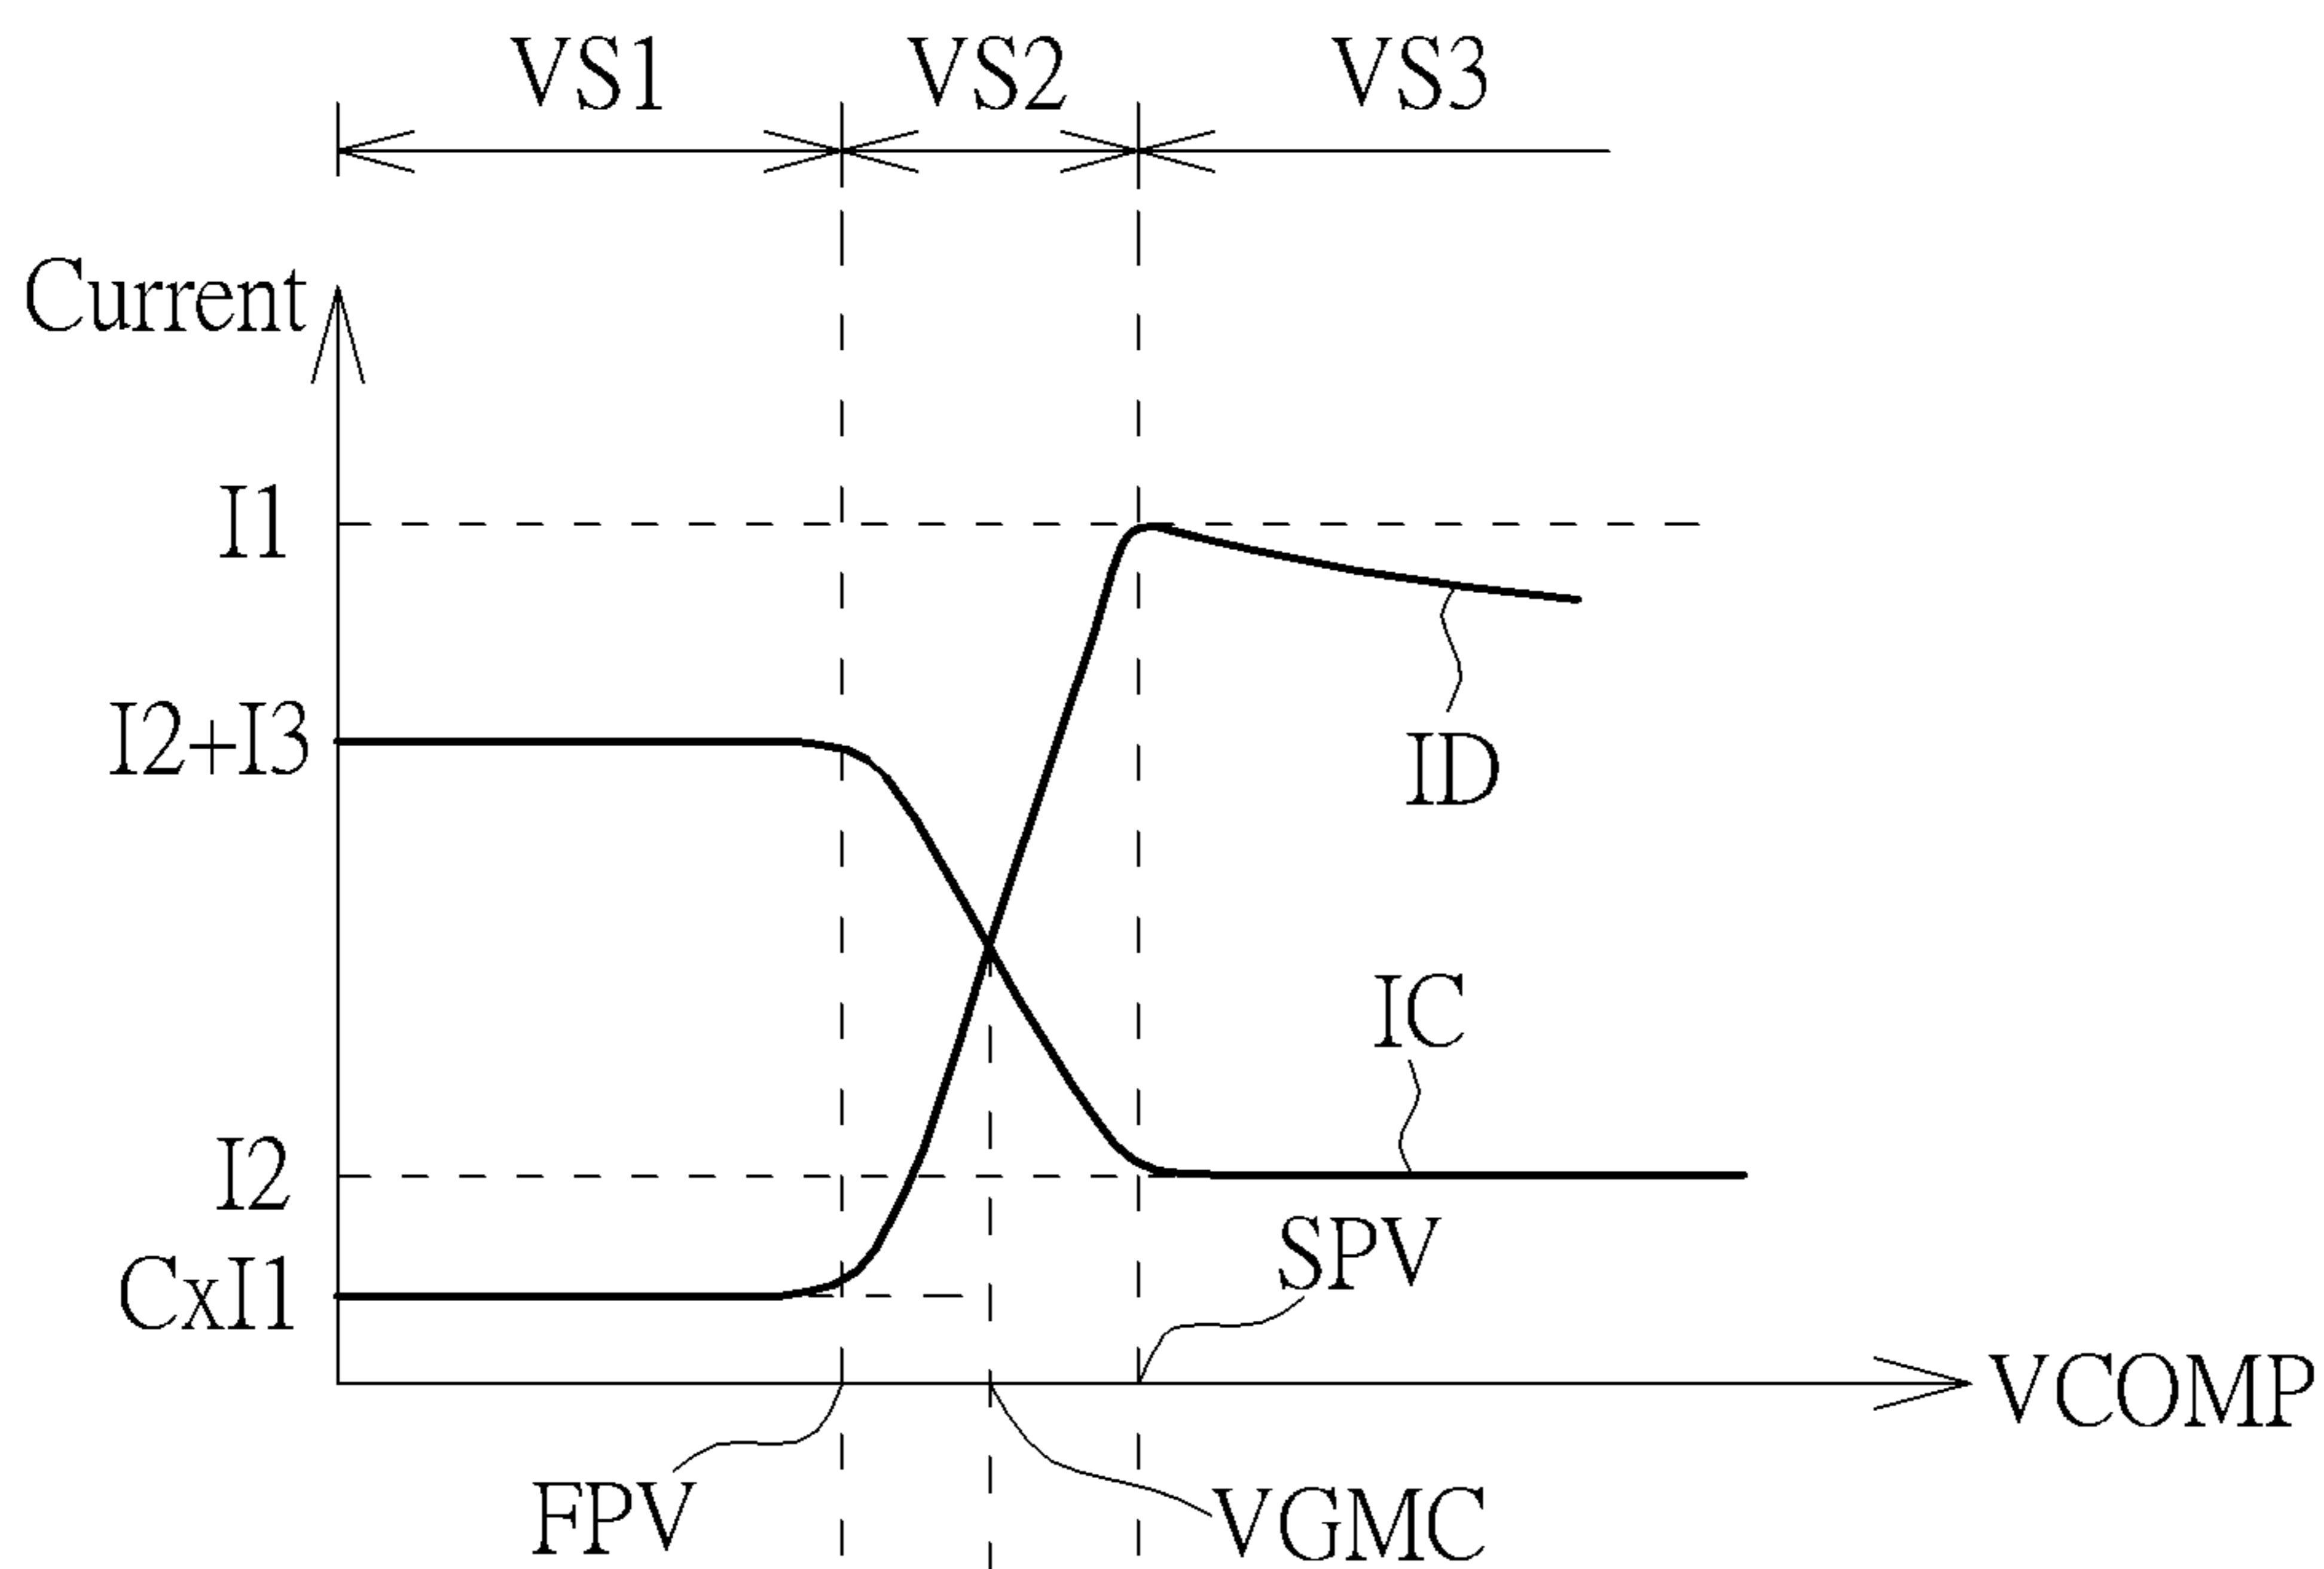 VS1 VS2 VS3
Current
I1
I2+I3
ID
IC
I2
SPV
CxI1
VCOMP
FPV
VGMC